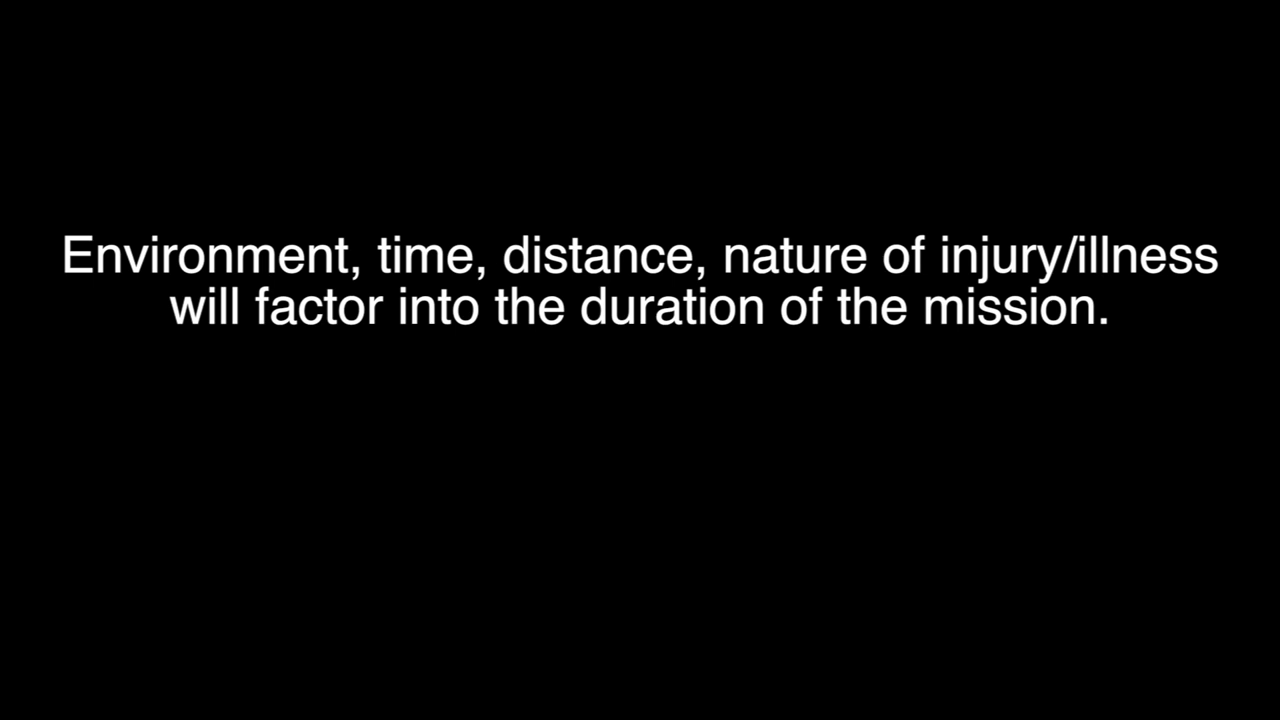 Environment, time, distance, nature of injury/illness
will factor into the duration of the mission.